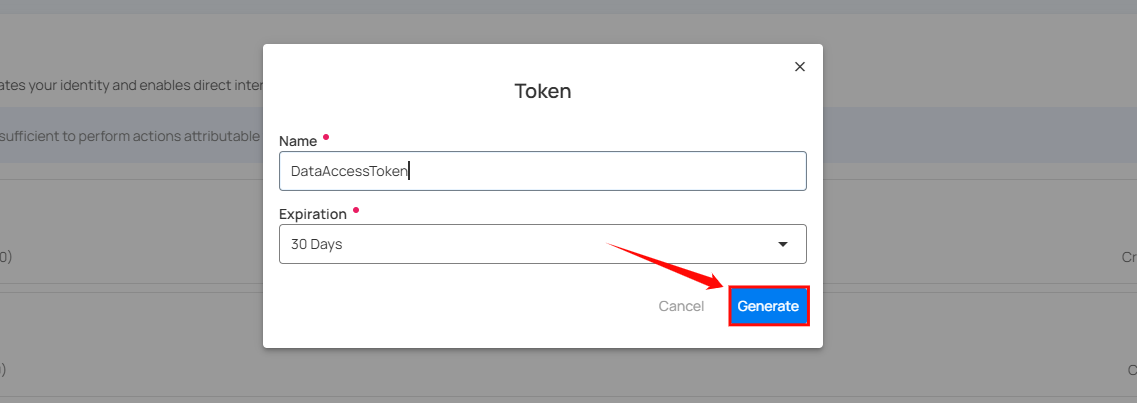 ates your identity and enables direct inter
sufficient to perform actions attributable
Token
Name
DataAccessToken
Expiration
30 Days
0)
Cr
Cancel
Generate
)
C